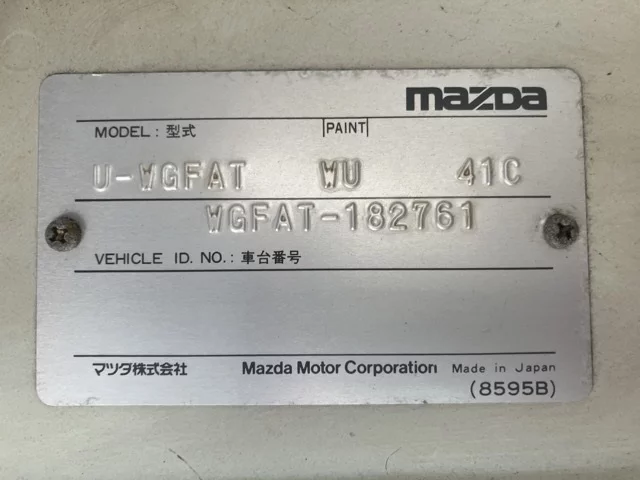 mazda
MODEL : 型式 PAINT
U-WGFAT WU 41C
WGFAT-182761
VEHICLE ID. NO. : 車台番号
マツダ株式会社 Mazda Motor Corporation Made in Japan
(8595B)